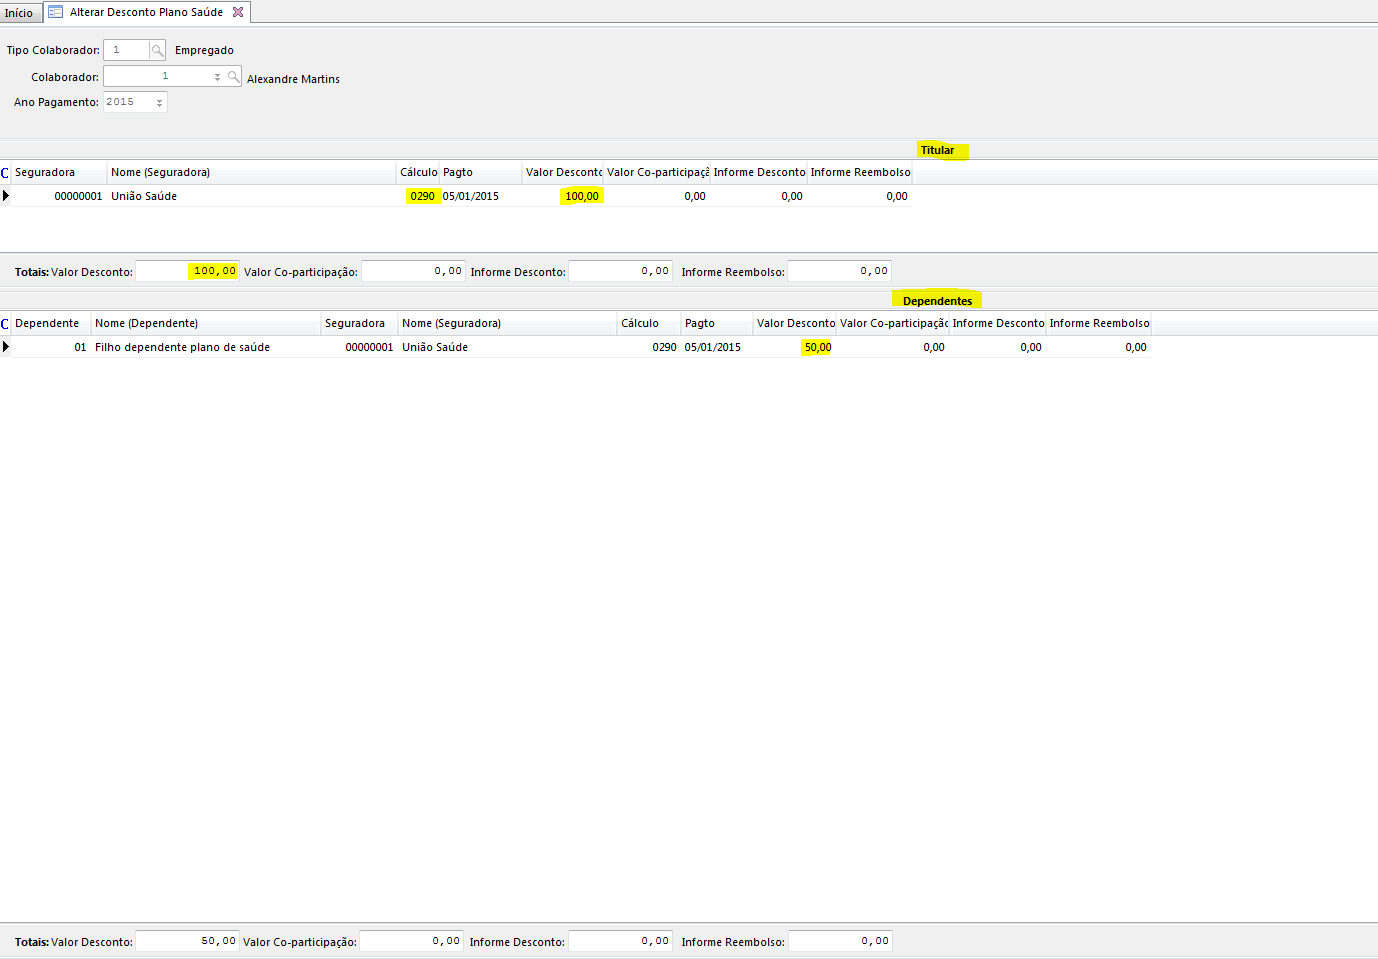 Início Alterar Desconto Plano Saúde
Tipo Colaborador: 1 Empregado
Colaborador: 1 Alexandre Martins
Ano Pagamento: 2015
Titular
C Seguradora Nome (Seguradora) Cálculo Pagto Valor Desconto Valor Co-participaçã Informe Desconto Informe Reembolso
00000001 União Saúde 0290 05/01/2015 100,00 0,00 0,00 0,00
Totais: Valor Desconto: 100,00 Valor Co-participação: 0,00 Informe Desconto: 0,00 Informe Reembolso: 0,00
Dependentes
C Dependente Nome (Dependente) Seguradora Nome (Seguradora) Cálculo Pagto Valor Desconto Valor Co-participação Informe Desconto Informe Reembolso
01 Filho dependente plano de saúde 00000001 União Saúde 0290 05/01/2015 50,00 0,00 0,00 0,00
Totais: Valor Desconto: 50,00 Valor Co-participação: 0,00 Informe Desconto: 0,00 Informe Reembolso: 0,00